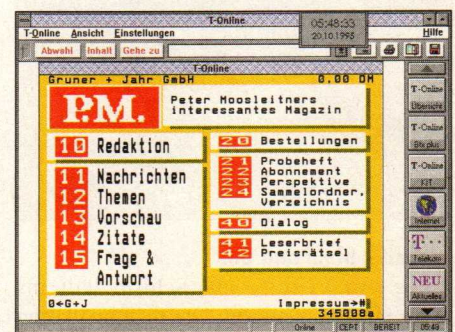 T-Online
05:48:33
20.10.1995
T-Online Ansicht Einstellungen Hilfe
Abwahl Inhalt Gehe zu
T-Online
Gruner + Jahr GmbH 0.00 DM
P.M. Peter Moosleitners
interessantes Magazin
10 Redaktion
11 Nachrichten
12 Themen
13 Vorschau
14 Zitate
15 Frage &
Antwort
20 Bestellungen
21 Probeheft
22 Abonnement
23 Perspektive
24 Sammelordner,
Verzeichnis
40 Dialog
41 Leserbrief
42 Preisrätsel
0←G+J Impressum→#
345008a
T-Online
Übersicht
T-Online
Btx plus
T-Online
KIT
Internet
T
Telekom
NEU
Aktuelles
Online CEPT BEREIT 05:49